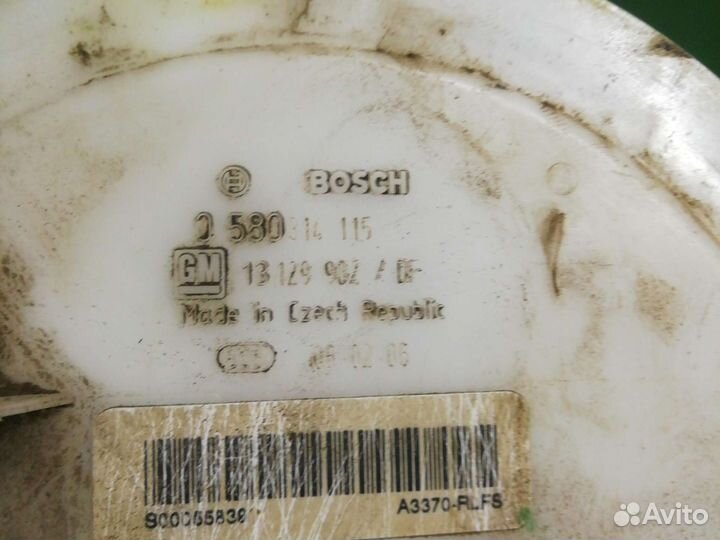 BOSCH
0 580 314 115
GM 13 129 902 / DF
Made in Czech Republic
06 02 06
A3370-RLFS
Avito